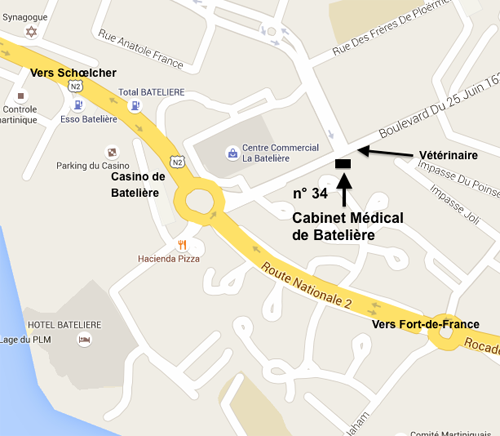 Synagogue
Rue Anatole France
Rue Des Frères De Ploërme
Vers Schœlcher
N2
Total BATELIERE
Controle
martinique
Esso Batelière
Boulevard Du 25 Juin 16
Centre Commercial
La Batelière
Vétérinaire
Parking du Casino
N2
Casino de
Batelière
Impasse Du Poinse
Impasse Joli
n° 34
Cabinet Médical
de Batelière
Hacienda Pizza
Route Nationale 2
HOTEL BATELIERE
Lage du PLM
Vers Fort-de-France
Rocade
Comité Martiniquais